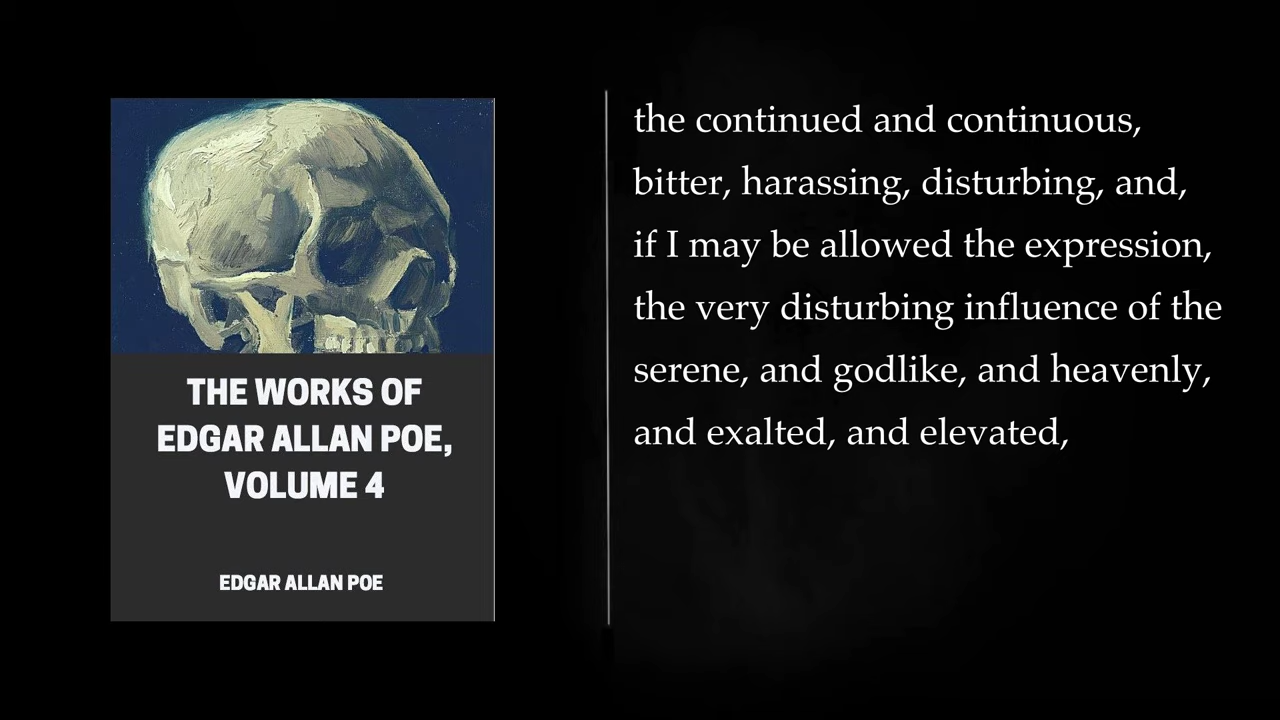 THE WORKS OF
EDGAR ALLAN POE,
VOLUME 4
EDGAR ALLAN POE
the continued and continuous,
bitter, harassing, disturbing, and,
if I may be allowed the expression,
the very disturbing influence of the
serene, and godlike, and heavenly,
and exalted, and elevated,